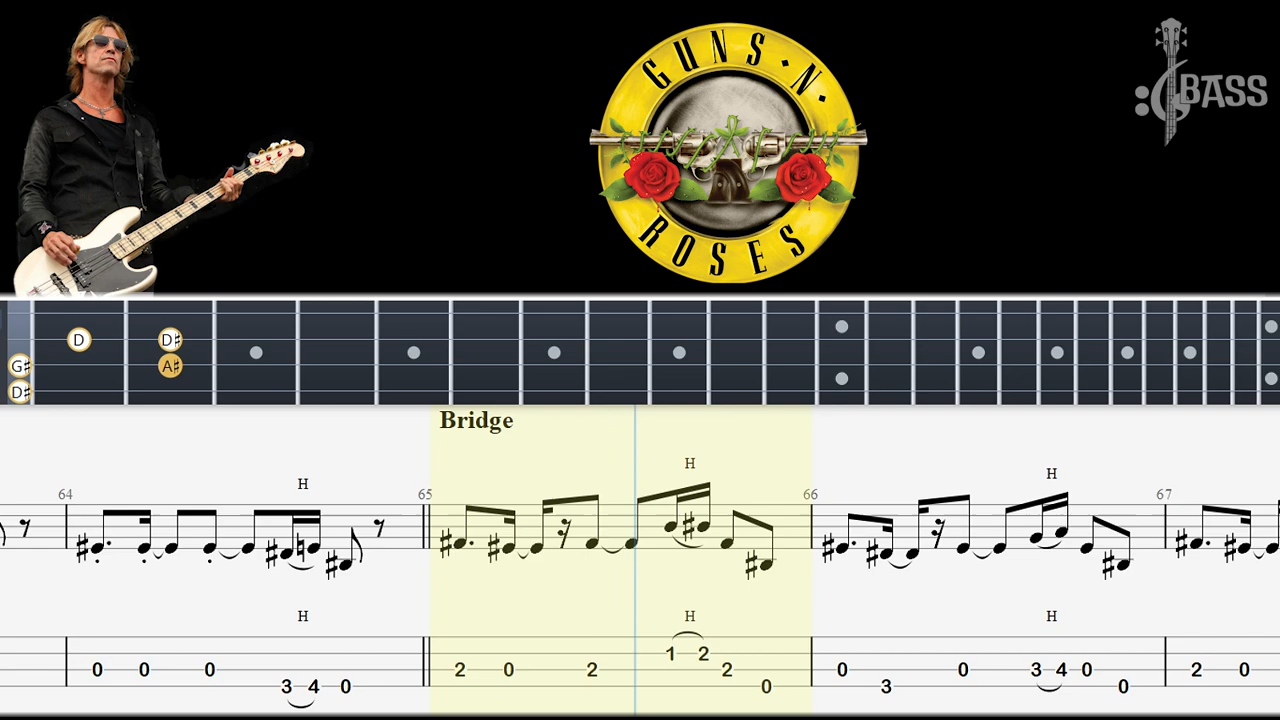 GUNS · N · ROSES
BASS
D D♯
G♯ A♯
D♯
Bridge
H H H
64 65 66 67
H H H
1 2
0 0 0 2 0 2 2 0 0 3 4 0 2 0
3 4 0 0 3 0